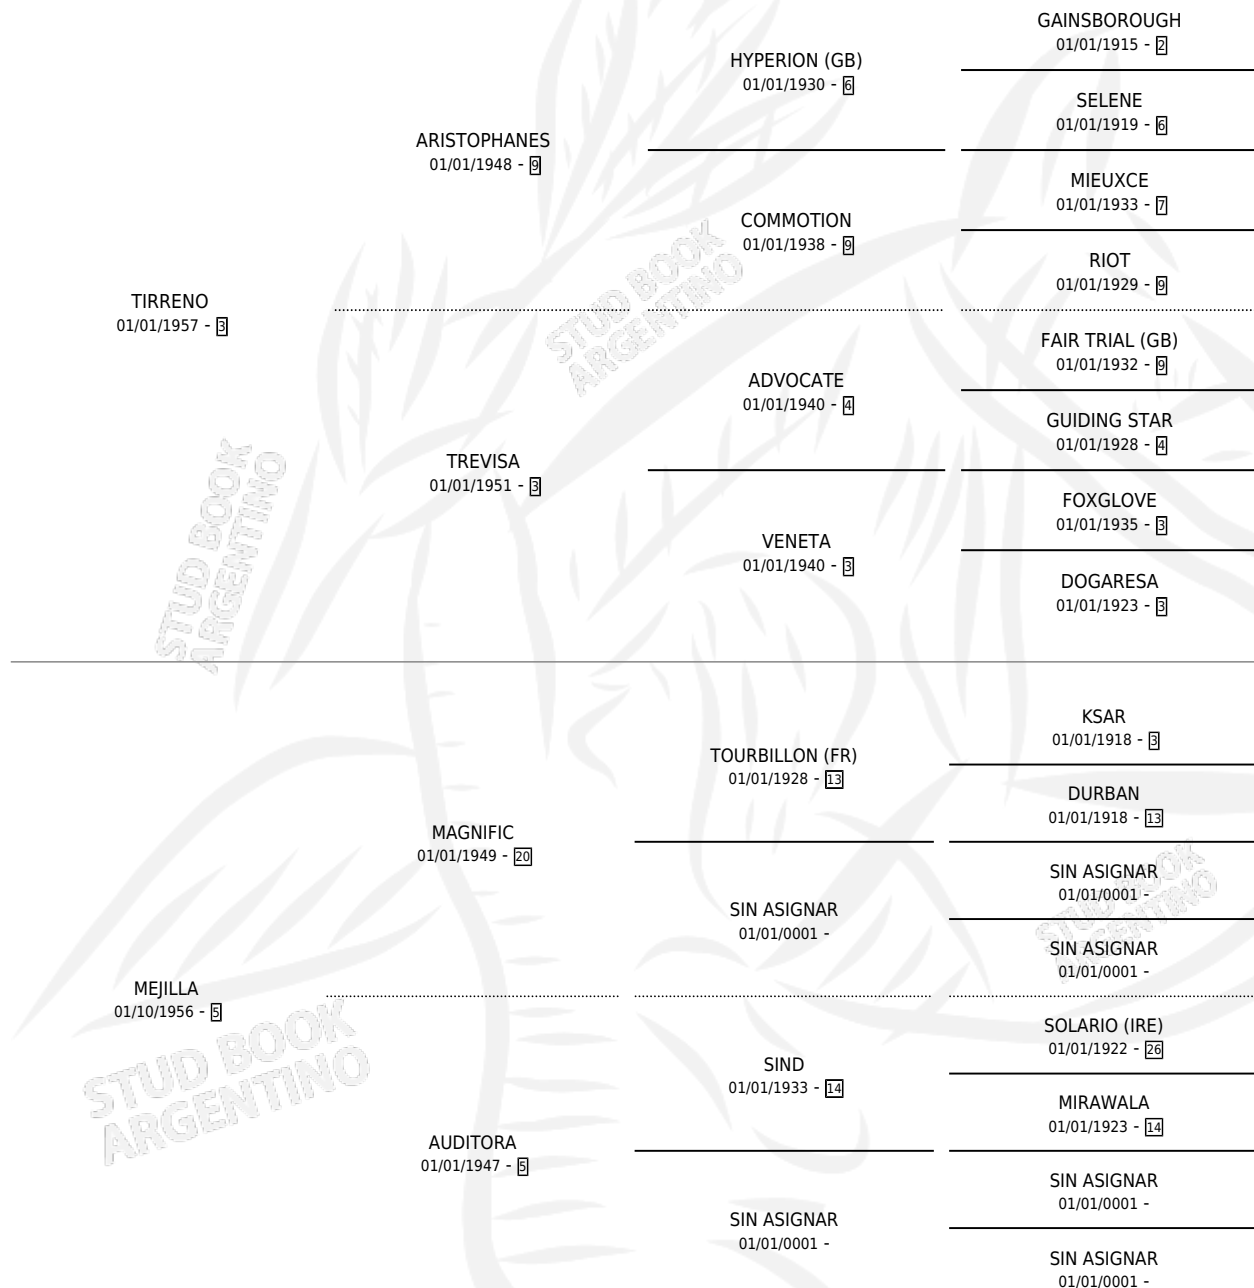 GAINSBOROUGH
01/01/1915 - 2
HYPERION (GB)
01/01/1930 - 6
SELENE
01/01/1919 - 6
ARISTOPHANES
01/01/1948 - 9
MIEUXCE
01/01/1933 - 7
COMMOTION
01/01/1938 - 9
RIOT
01/01/1929 - 9
TIRRENO
01/01/1957 - 3
FAIR TRIAL (GB)
01/01/1932 - 9
ADVOCATE
01/01/1940 - 4
GUIDING STAR
01/01/1928 - 4
TREVISA
01/01/1951 - 3
FOXGLOVE
01/01/1935 - 3
VENETA
01/01/1940 - 3
DOGARESA
01/01/1923 - 3
KSAR
01/01/1918 - 3
TOURBILLON (FR)
01/01/1928 - 13
DURBAN
01/01/1918 - 13
MAGNIFIC
01/01/1949 - 20
SIN ASIGNAR
01/01/0001 -
SIN ASIGNAR
01/01/0001 -
SIN ASIGNAR
01/01/0001 -
MEJILLA
01/10/1956 - 5
SOLARIO (IRE)
01/01/1922 - 26
SIND
01/01/1933 - 14
MIRAWALA
01/01/1923 - 14
AUDITORA
01/01/1947 - 5
SIN ASIGNAR
01/01/0001 -
SIN ASIGNAR
01/01/0001 -
SIN ASIGNAR
01/01/0001 -
STUD BOOK
ARGENTINO
STUD BOOK
ARGENTINO
STUD BOOK
ARGENTINO
STUD BOOK
ARGENTINO